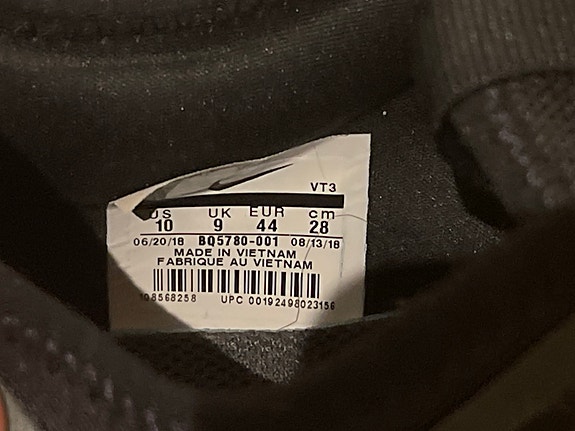 VT3
US UK EUR cm
10 9 44 28
06/20/18 BQ5780-001 08/13/18
MADE IN VIETNAM
FABRIQUE AU VIETNAM
UPC 00192498023156